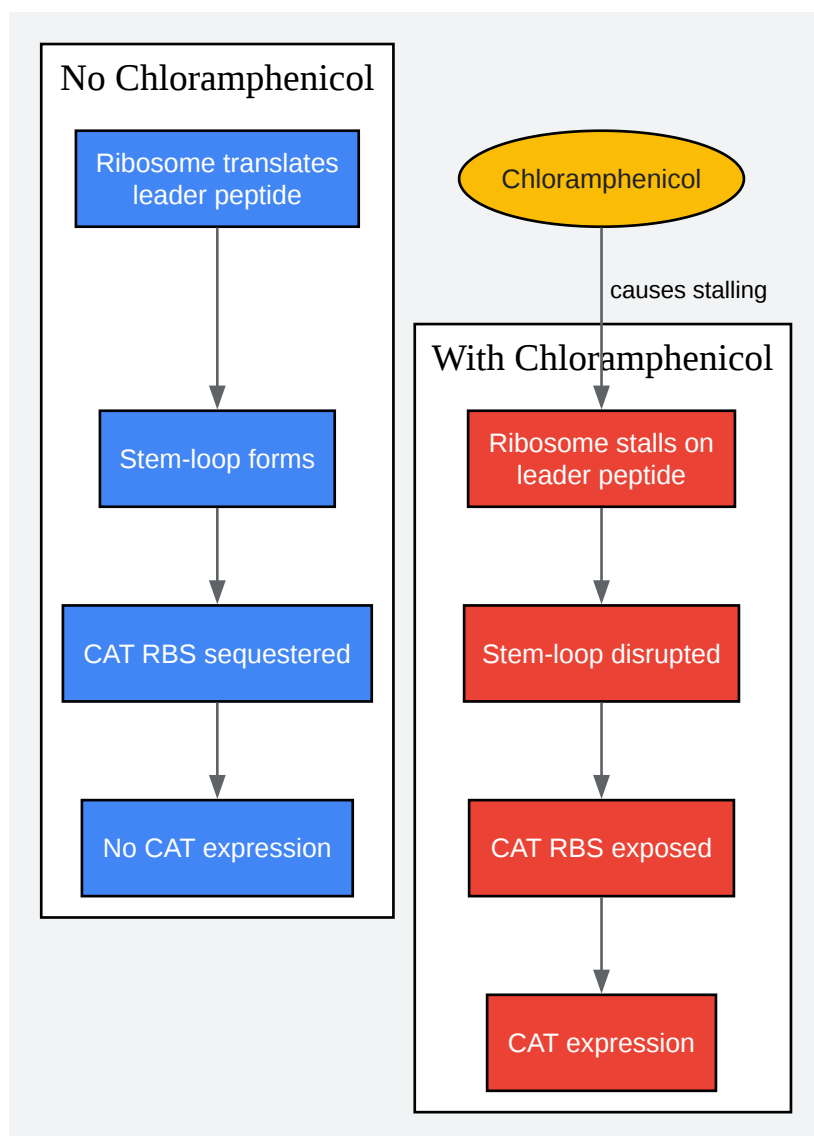 No Chloramphenicol
Ribosome translates
leader peptide
Stem-loop forms
CAT RBS sequestered
No CAT expression
Chloramphenicol
causes stalling
With Chloramphenicol
Ribosome stalls on
leader peptide
Stem-loop disrupted
CAT RBS exposed
CAT expression